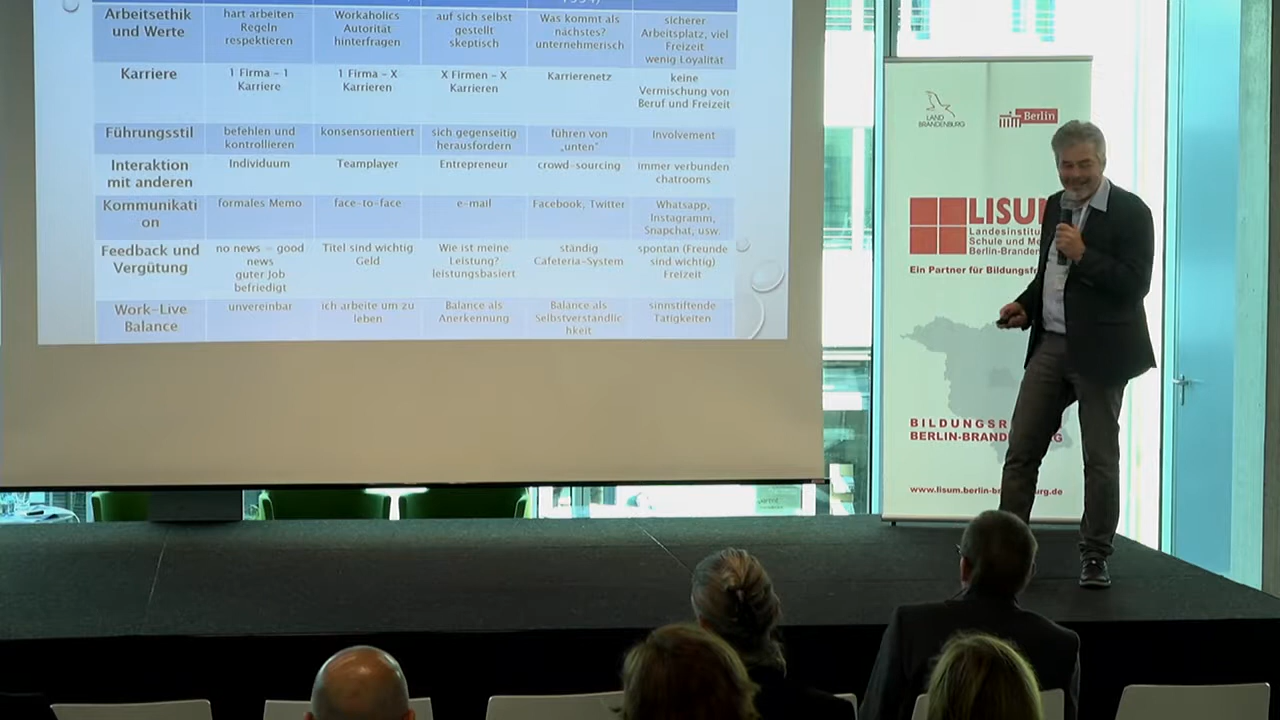 Arbeitsethik
und Werte
hart arbeiten
Regeln
respektieren
Workaholics
Autorität
hinterfragen
auf sich selbst
gestellt
skeptisch
Was kommt als
nächstes?
unternehmerisch
sicherer
Arbeitsplatz, viel
Freizeit
wenig Loyalität
Karriere
1 Firma – 1
Karriere
1 Firma – X
Karrieren
X Firmen – X
Karrieren
Karrierenetz
keine
Vermischung von
Beruf und Freizeit
Führungsstil
befehlen und
kontrollieren
konsensorientiert
sich gegenseitig
herausfordern
führen von
„unten“
Involvement
Interaktion
mit anderen
Individuum
Teamplayer
Entrepreneur
crowd-sourcing
immer verbunden
chatrooms
Kommunikati
on
formales Memo
face-to-face
e-mail
Facebook, Twitter
Whatsapp,
Instagramm,
Snapchat, usw.
Feedback und
Vergütung
no news – good
news
guter Job
befriedigt
Titel sind wichtig
Geld
Wie ist meine
Leistung?
leistungsbasiert
ständig
Cafeteria-System
spontan (Freunde
sind wichtig)
Freizeit
Work-Live
Balance
unvereinbar
ich arbeite um zu
leben
Balance als
Anerkennung
Balance als
Selbstverständlic
hkeit
sinnstiftende
Tätigkeiten
LAND
BRANDENBURG
Berlin
LISU
Landesinstitu
Schule und Me
Berlin-Branden
Ein Partner für Bildungsf
BILDUNGSR
BERLIN-BRAND G
www.lisum.berlin-br urg.de